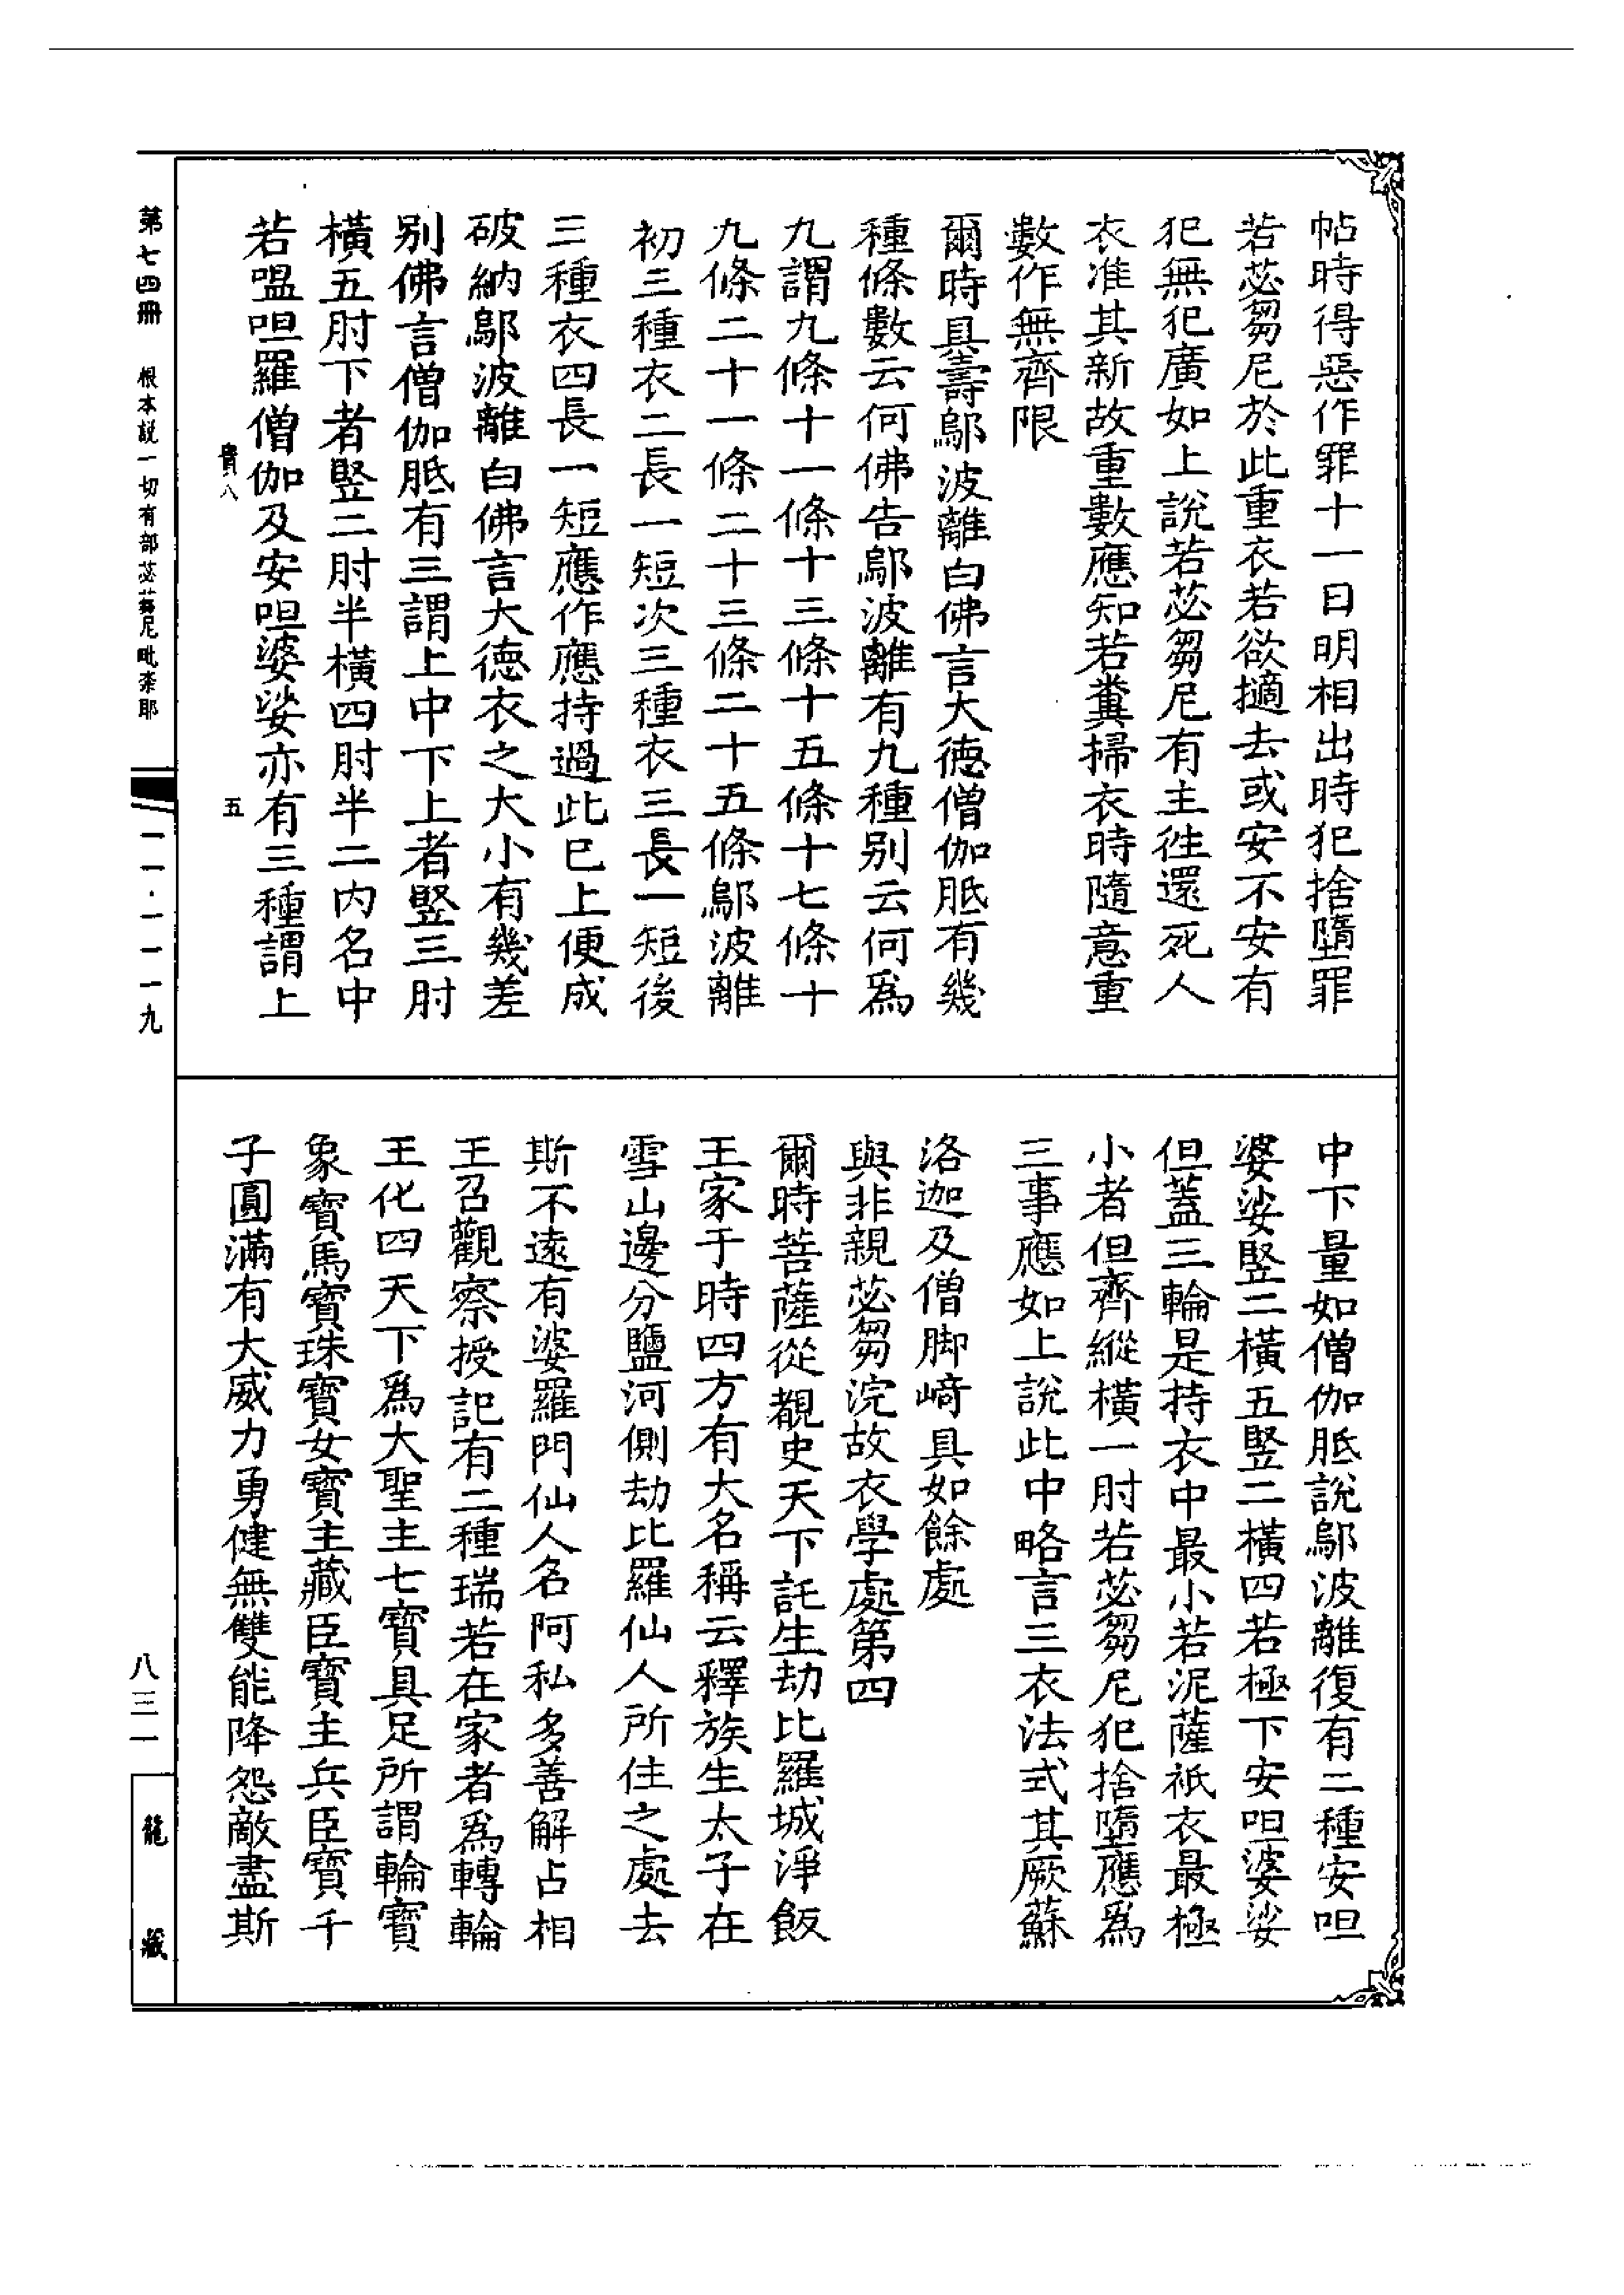 帖時得惡作罪十一日明相出時犯捨墮罪
若苾芻尼於此重衣若欲擿去或安不安有
犯無犯廣如上說若苾芻尼有主往還死人
衣准其新故重數應知若糞掃衣時隨意重
數作無齊限
爾時具壽鄔波離白佛言大德僧伽胝有幾
種條數云何佛告鄔波離有九種別云何為
九謂九條十一條十三條十五條十七條十
九條二十一條二十三條二十五條鄔波離
初三種衣二長一短次三種衣三長一短後
三種衣四長一短應作應持過此已上便成
破納鄔波離白佛言大德衣之大小有幾差
別佛言僧伽胝有三謂上中下上者竪三肘
橫五肘下者竪二肘半橫四肘半二内名中
若嗢呾羅僧伽及安呾婆娑亦有三種謂上
中下量如僧伽胝說鄔波離復有二種安呾
婆娑竪二橫五竪二橫四若極下安呾婆娑
但蓋三輪是持衣中最小若泥薩祇衣最極
小者但齊縱橫一肘若苾芻尼犯捨墮應為
三事應如上說此中略言三衣法式其厥蘇
洛迦及僧脚﨑具如餘處
與非親苾芻浣故衣學處第四
爾時菩薩從覩史天下託生劫比羅城淨飯
王家于時四方有大名稱云釋族生太子在
雪山邊分鹽河側劫比羅仙人所住之處去
斯不遠有婆羅門仙人名阿私多善解占相
王召觀察授記有二種瑞若在家者為轉輪
王化四天下為大聖主七寶具足所謂輪寶
象寶馬寶珠寶女寶主藏臣寶主兵臣寶千
子圓滿有大威力勇健無雙能降怨敵盡斯
第七四冊 根本説一切有部苾蒭尼毗柰耶
貴八 五
一一·一一一九
八三一
龍藏